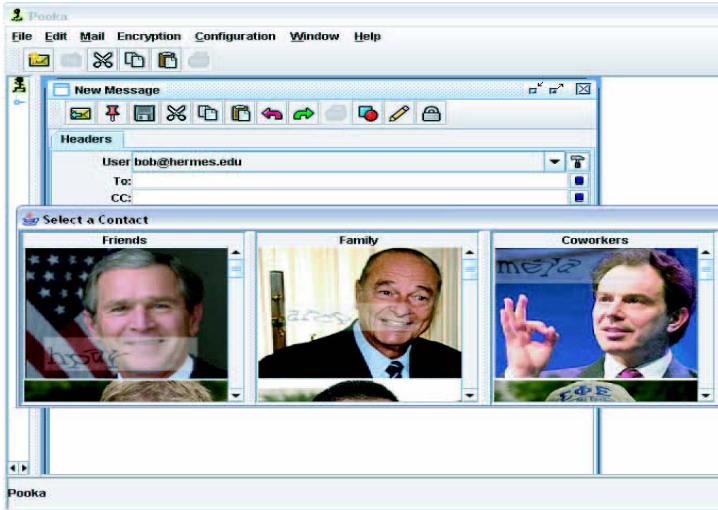 Pooka
File Edit Mail Encryption Configuration Window Help
New Message
Headers
User bob@hermes.edu
To:
CC:
Select a Contact
Friends Family Coworkers
ΣΦΕ
Pooka